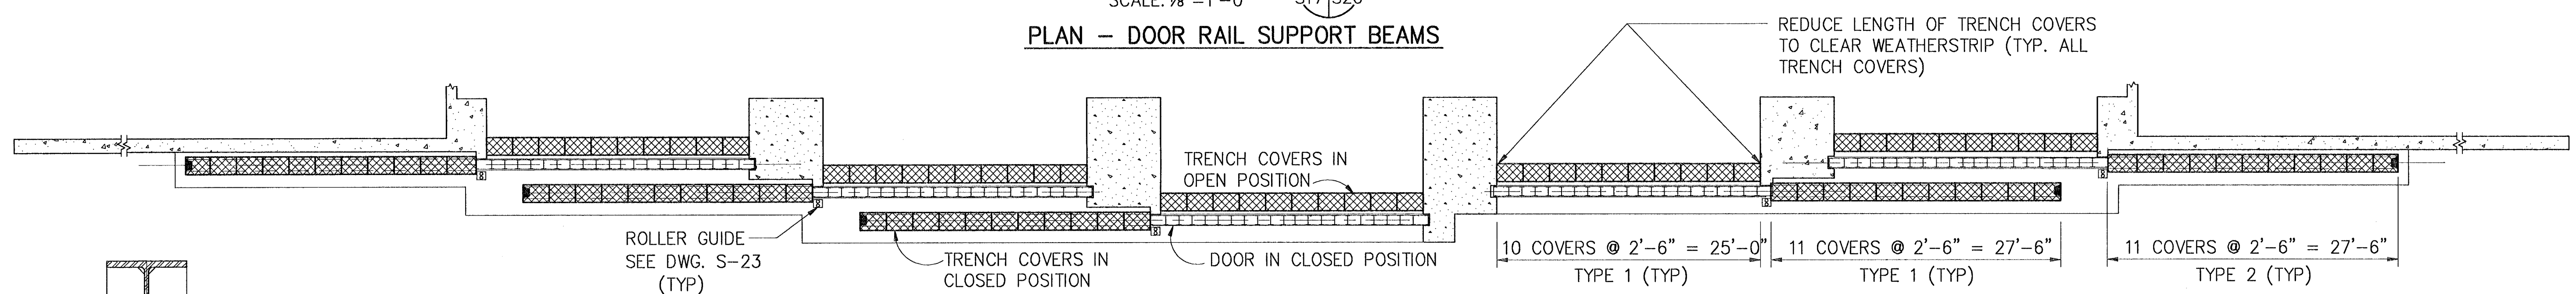 PLAN – DOOR RAIL SUPPORT BEAMS
REDUCE LENGTH OF TRENCH COVERS
TO CLEAR WEATHERSTRIP (TYP. ALL
TRENCH COVERS)
TRENCH COVERS IN
OPEN POSITION
ROLLER GUIDE
SEE DWG. S-23
(TYP)
TRENCH COVERS IN
CLOSED POSITION
DOOR IN CLOSED POSITION
10 COVERS @ 2'-6" = 25'-0"
TYPE 1 (TYP)
11 COVERS @ 2'-6" = 27'-6"
TYPE 1 (TYP)
11 COVERS @ 2'-6" = 27'-6"
TYPE 2 (TYP)